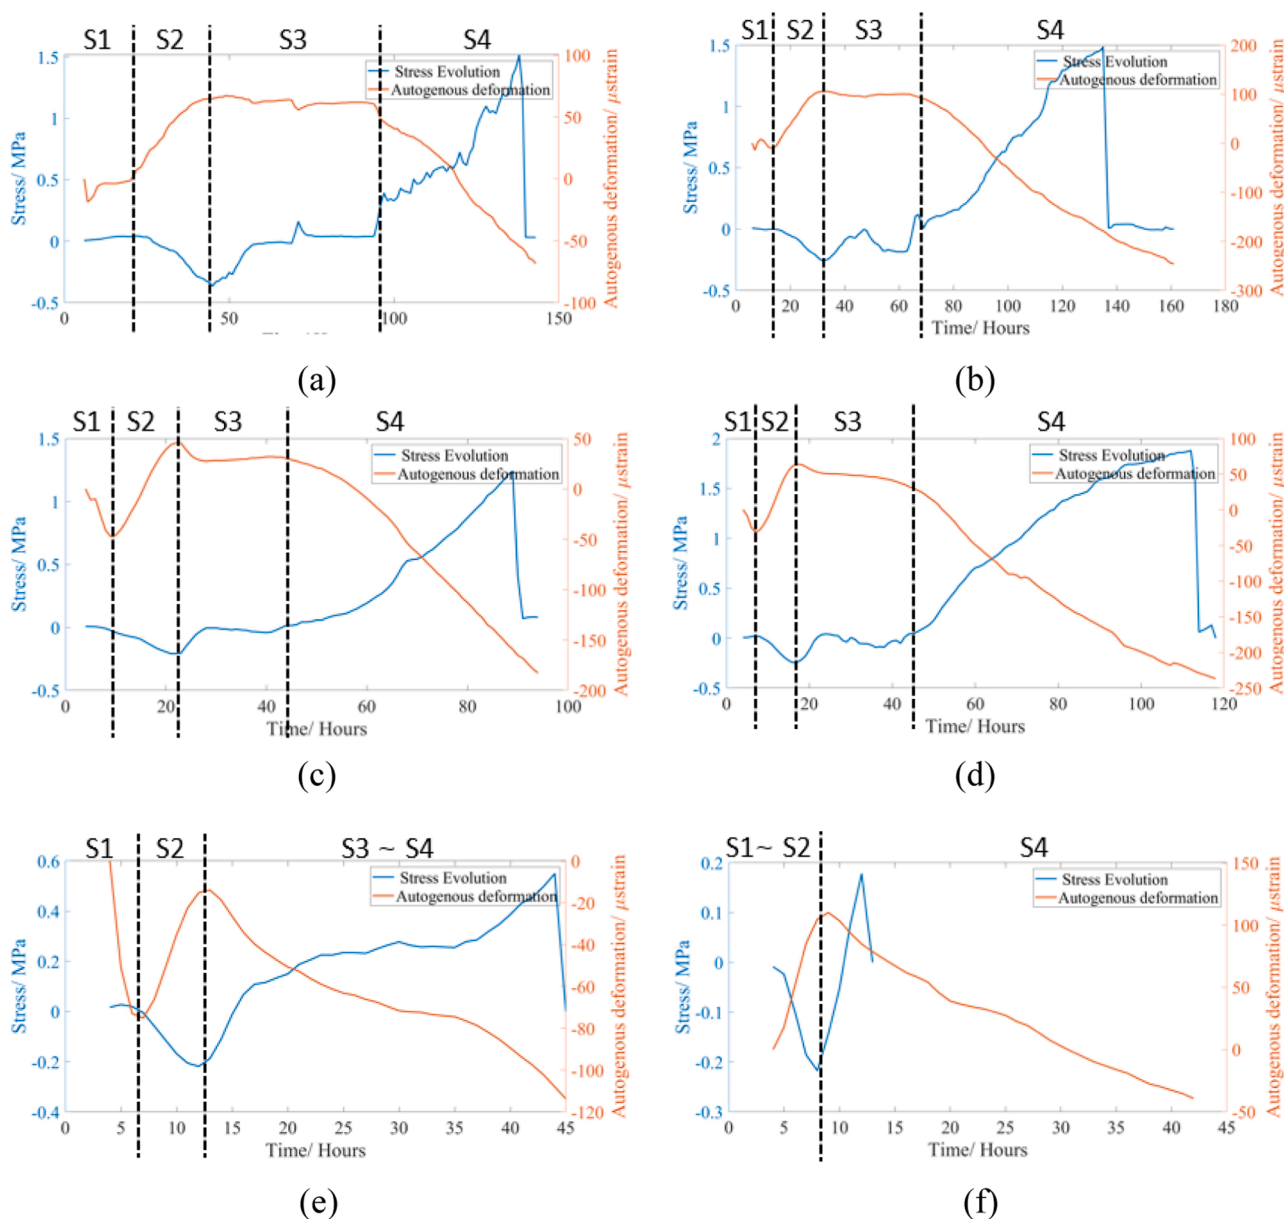 S1 S2 S3 S4
Stress Evolution
Autogenous deformation
Stress/ MPa
1.5
1
0.5
0
-0.5
Autogenous deformation/ μstrain
100
50
0
-50
-100
0 50 100 150
(a)
S1 S2 S3 S4
Stress Evolution
Autogenous deformation
Stress/ MPa
1.5
1
0.5
0
-0.5
Autogenous deformation/ μstrain
200
100
0
-100
-200
-300
0 20 40 60 80 100 120 140 160 180
Time/ Hours
(b)
S1 S2 S3 S4
Stress Evolution
Autogenous deformation
Stress/ MPa
1.5
1
0.5
0
-0.5
Autogenous deformation/ μstrain
50
0
-50
-100
-150
-200
0 20 40 60 80 100
Time/ Hours
(c)
S1 S2 S3 S4
Stress Evolution
Autogenous deformation
Stress/ MPa
2
1.5
1
0.5
0
-0.5
Autogenous deformation/ μstrain
100
50
0
-50
-100
-150
-200
-250
0 20 40 60 80 100 120
Time/ Hours
(d)
S1 S2 S3 ~ S4
Stress Evolution
Autogenous deformation
Stress/ MPa
0.6
0.4
0.2
0
-0.2
-0.4
Autogenous deformation/ μstrain
0
-20
-40
-60
-80
-100
-120
0 5 10 15 20 25 30 35 40 45
Time/ Hours
(e)
S1~ S2 S4
Stress Evolution
Autogenous deformation
Stress/ MPa
0.2
0.1
0
-0.1
-0.2
-0.3
Autogenous deformation/ μstrain
150
100
50
0
-50
0 5 10 15 20 25 30 35 40 45
Time/ Hours
(f)